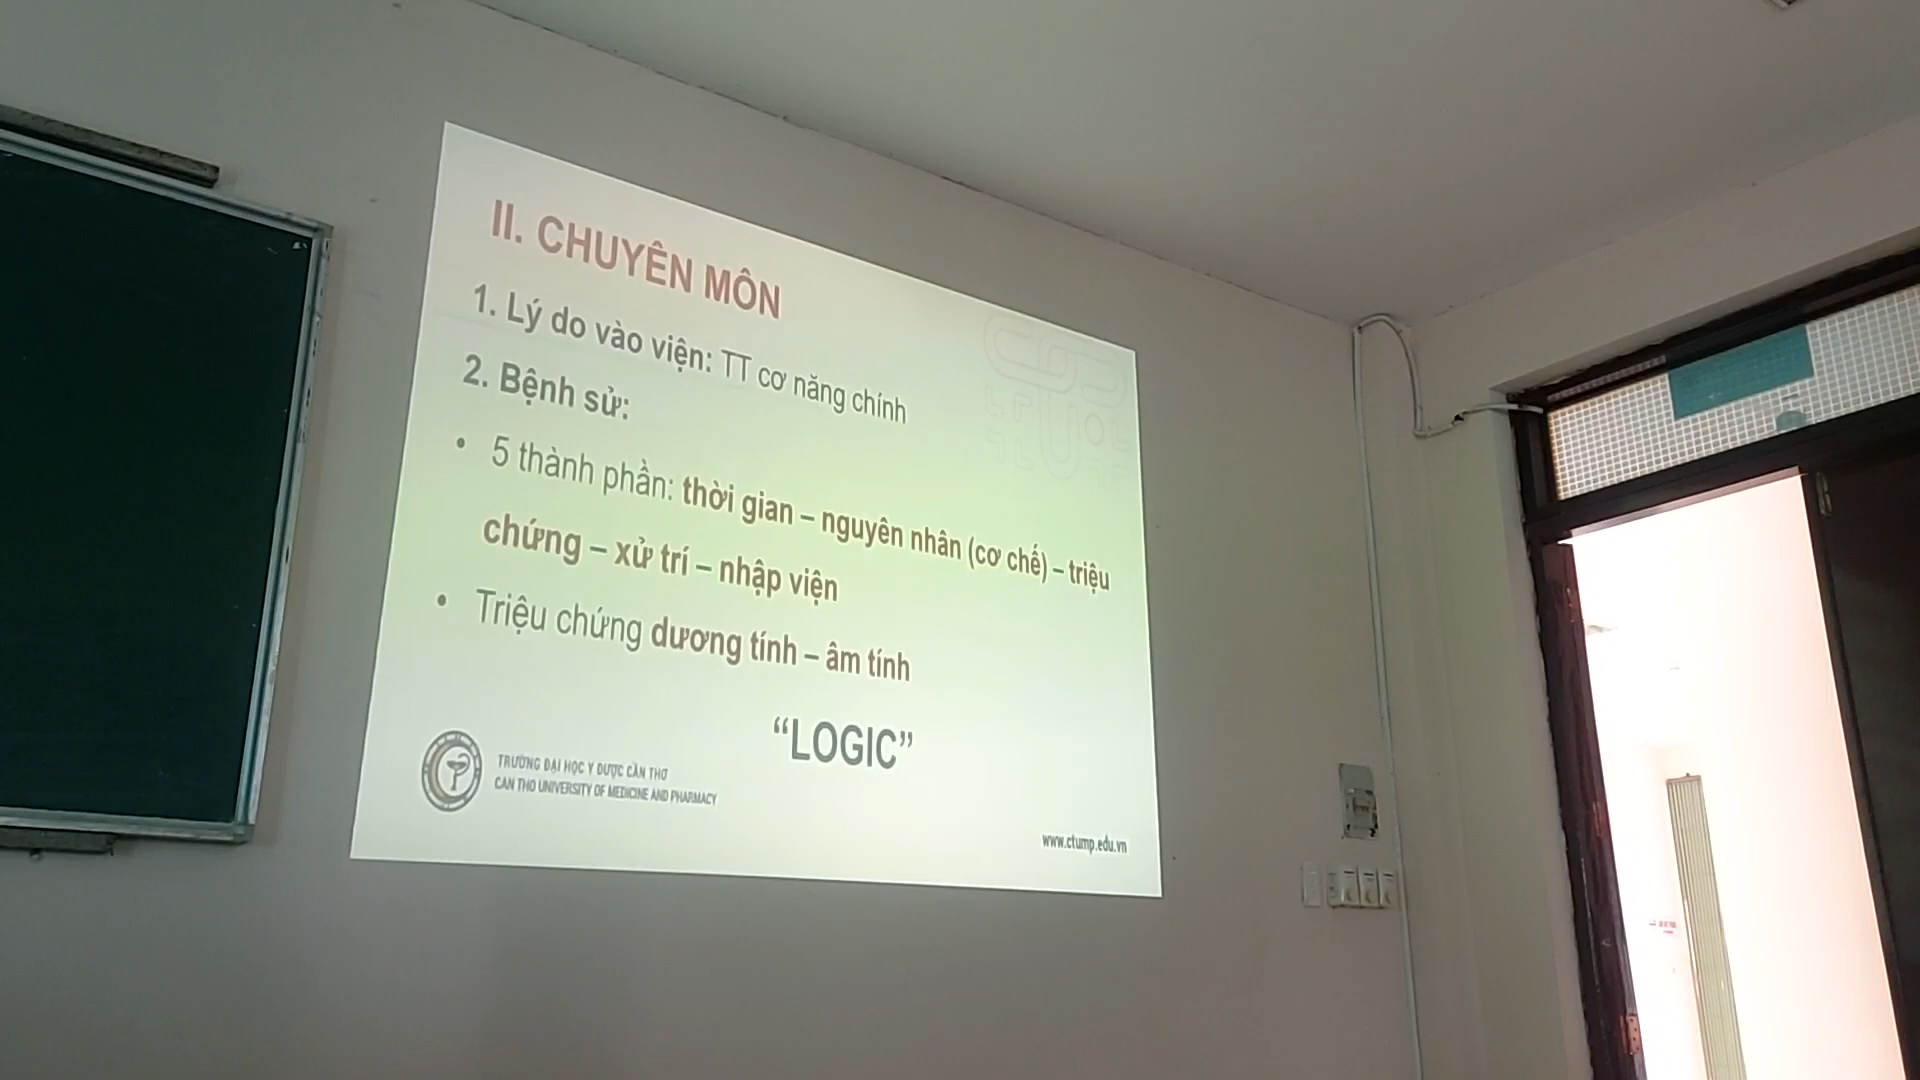 II. CHUYÊN MÔN
1. Lý do vào viện: TT cơ năng chính
2. Bệnh sử:
• 5 thành phần: thời gian – nguyên nhân (cơ chế) – triệu
chứng – xử trí – nhập viện
• Triệu chứng dương tính – âm tính
“LOGIC”
TRƯỜNG ĐẠI HỌC Y DƯỢC CẦN THƠ
CAN THO UNIVERSITY OF MEDICINE AND PHARMACY
www.ctump.edu.vn